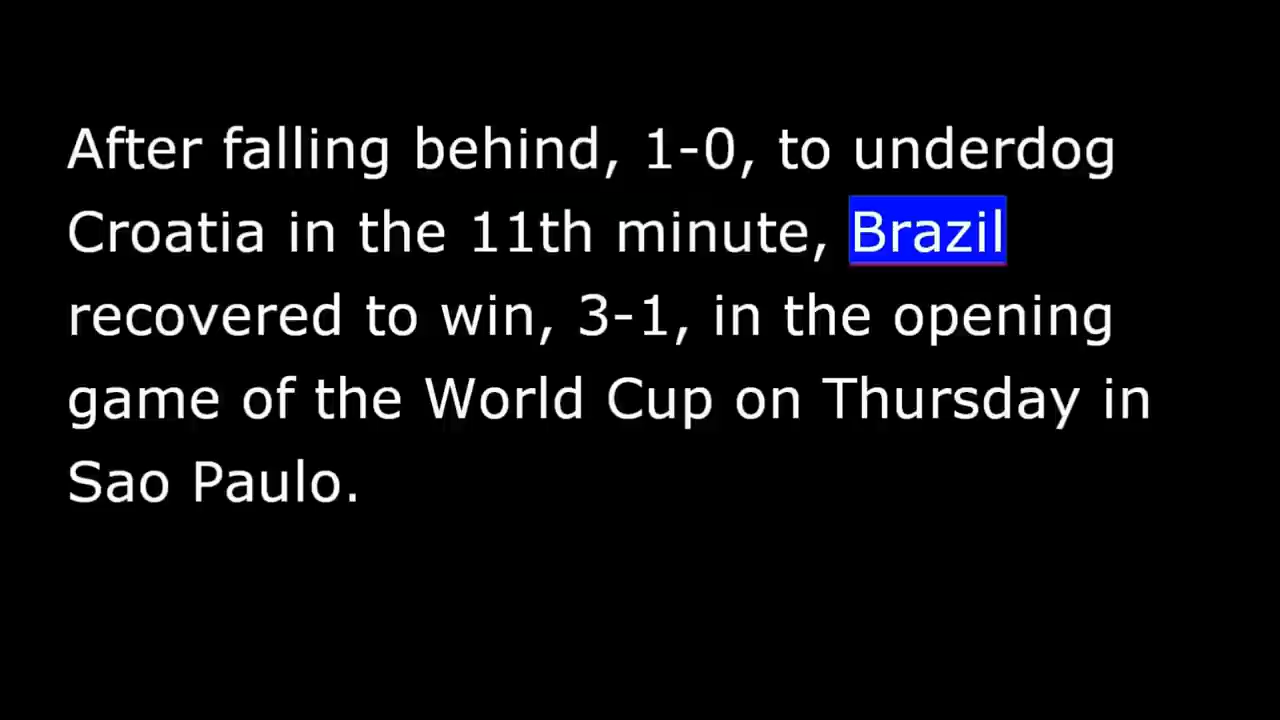 After falling behind, 1-0, to underdog
Croatia in the 11th minute, Brazil
recovered to win, 3-1, in the opening
game of the World Cup on Thursday in
Sao Paulo.